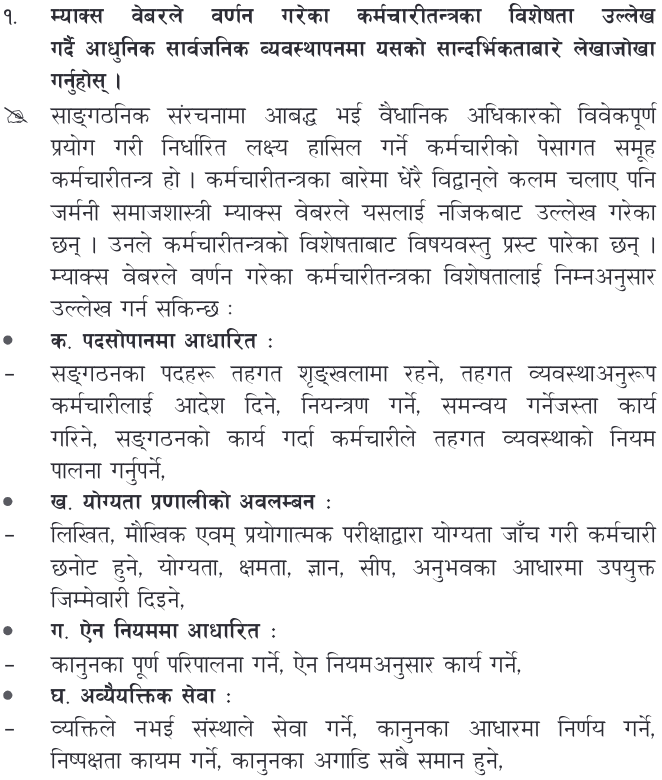 १. म्याक्स वेबरले वर्णन गरेका कर्मचारीतन्त्रका विशेषता उल्लेख
गर्दै आधुनिक सार्वजनिक व्यवस्थापनमा यसको सान्दर्भिकताबारे लेखाजोखा
गर्नुहोस् ।
साङ्गठनिक संरचनामा आबद्ध भई वैधानिक अधिकारको विवेकपूर्ण
प्रयोग गरी निर्धारित लक्ष्य हासिल गर्ने कर्मचारीको पेसागत समूह
कर्मचारीतन्त्र हो । कर्मचारीतन्त्रका बारेमा धेरै विद्वान्‌ले कलम चलाए पनि
जर्मनी समाजशास्त्री म्याक्स वेबरले यसलाई नजिकबाट उल्लेख गरेका
छन् । उनले कर्मचारीतन्त्रको विशेषताबाट विषयवस्तु प्रस्ट पारेका छन् ।
म्याक्स वेबरले वर्णन गरेका कर्मचारीतन्त्रका विशेषतालाई निम्नअनुसार
उल्लेख गर्न सकिन्छ :
• क. पदसोपानमा आधारित :
– सङ्गठनका पदहरू तहगत शृङ्खलामा रहने, तहगत व्यवस्थाअनुरूप
कर्मचारीलाई आदेश दिने, नियन्त्रण गर्ने, समन्वय गर्नेजस्ता कार्य
गरिने, सङ्गठनको कार्य गर्दा कर्मचारीले तहगत व्यवस्थाको नियम
पालना गर्नुपर्ने,
• ख. योग्यता प्रणालीको अवलम्बन :
– लिखित, मौखिक एवम् प्रयोगात्मक परीक्षाद्वारा योग्यता जाँच गरी कर्मचारी
छनोट हुने, योग्यता, क्षमता, ज्ञान, सीप, अनुभवका आधारमा उपयुक्त
जिम्मेवारी दिइने,
• ग. ऐन नियममा आधारित :
– कानुनका पूर्ण परिपालना गर्ने, ऐन नियमअनुसार कार्य गर्ने,
• घ. अव्यैयक्तिक सेवा :
– व्यक्तिले नभई संस्थाले सेवा गर्ने, कानुनका आधारमा निर्णय गर्ने,
निष्पक्षता कायम गर्ने, कानुनका अगाडि सबै समान हुने,